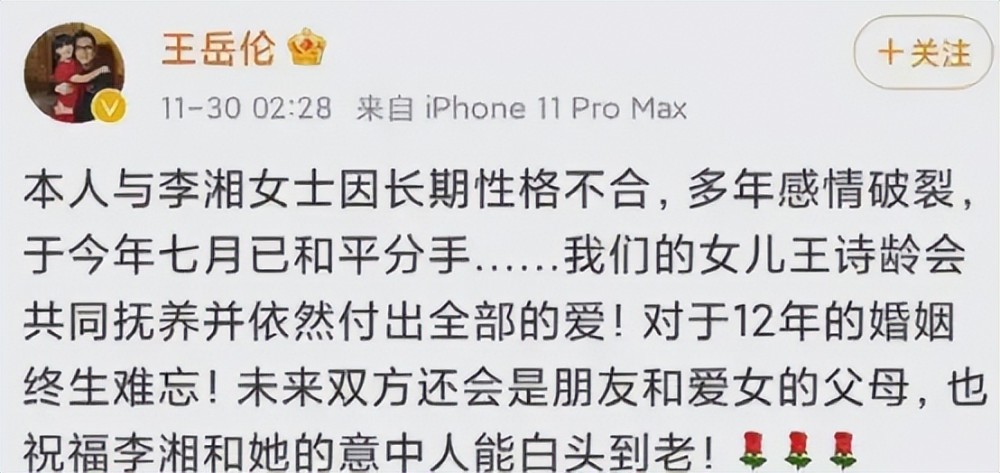 王岳伦
+关注
11-30 02:28 来自 iPhone 11 Pro Max
本人与李湘女士因长期性格不合，多年感情破裂，
于今年七月已和平分手……我们的女儿王诗龄会
共同抚养并依然付出全部的爱！对于12年的婚姻
终生难忘！未来双方还会是朋友和爱女的父母，也
祝福李湘和她的意中人能白头到老！🌹🌹🌹